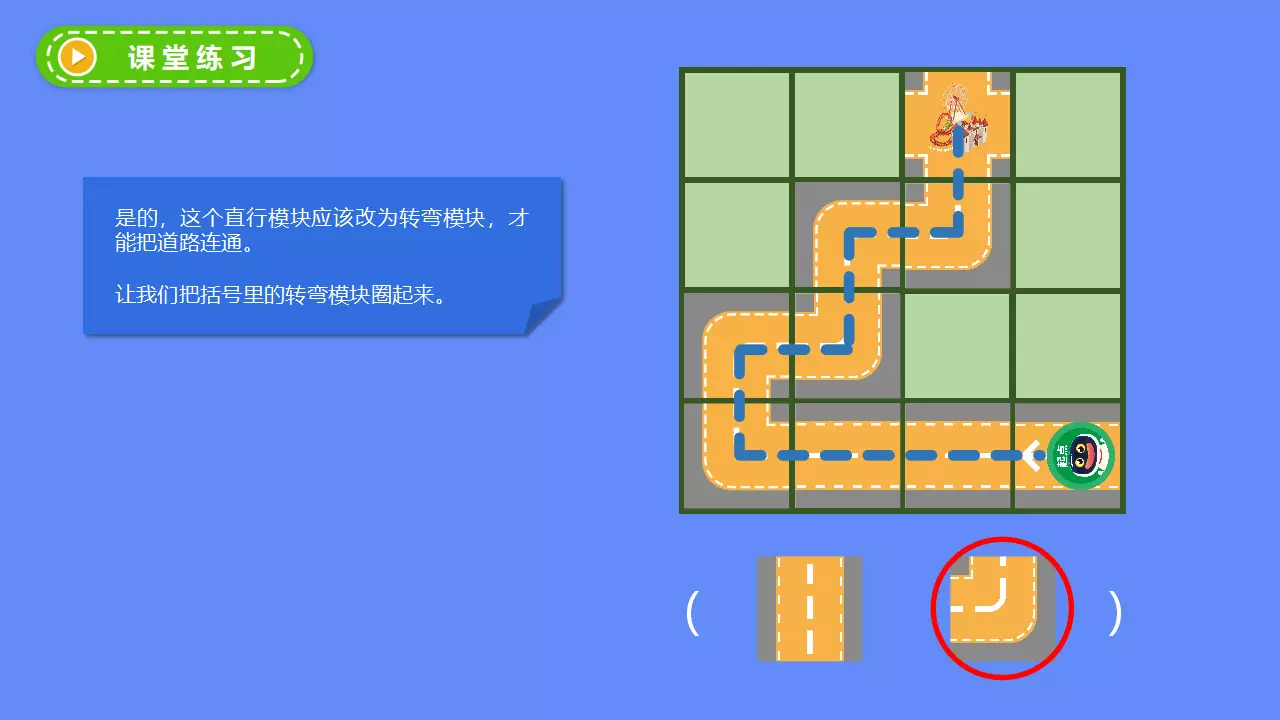 课堂练习
是的，这个直行模块应该改为转弯模块，才
能把道路连通。
让我们把括号里的转弯模块圈起来。
起点
(
)